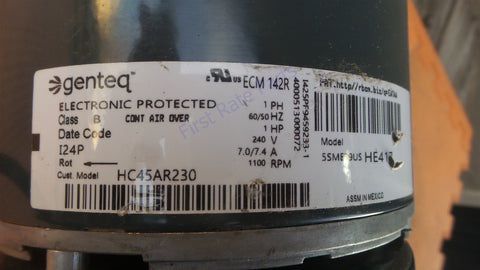 genteq
ECM 142R
ELECTRONIC PROTECTED
1 PH
Class B CONT AIR OVER
60/50 HZ
Date Code
1 HP
I24P
240 V
7.0/7.4 A
Rot
1100 RPM
Cust. Model HC45AR230
Model
HE41
ASSM IN MEXICO
First Rate